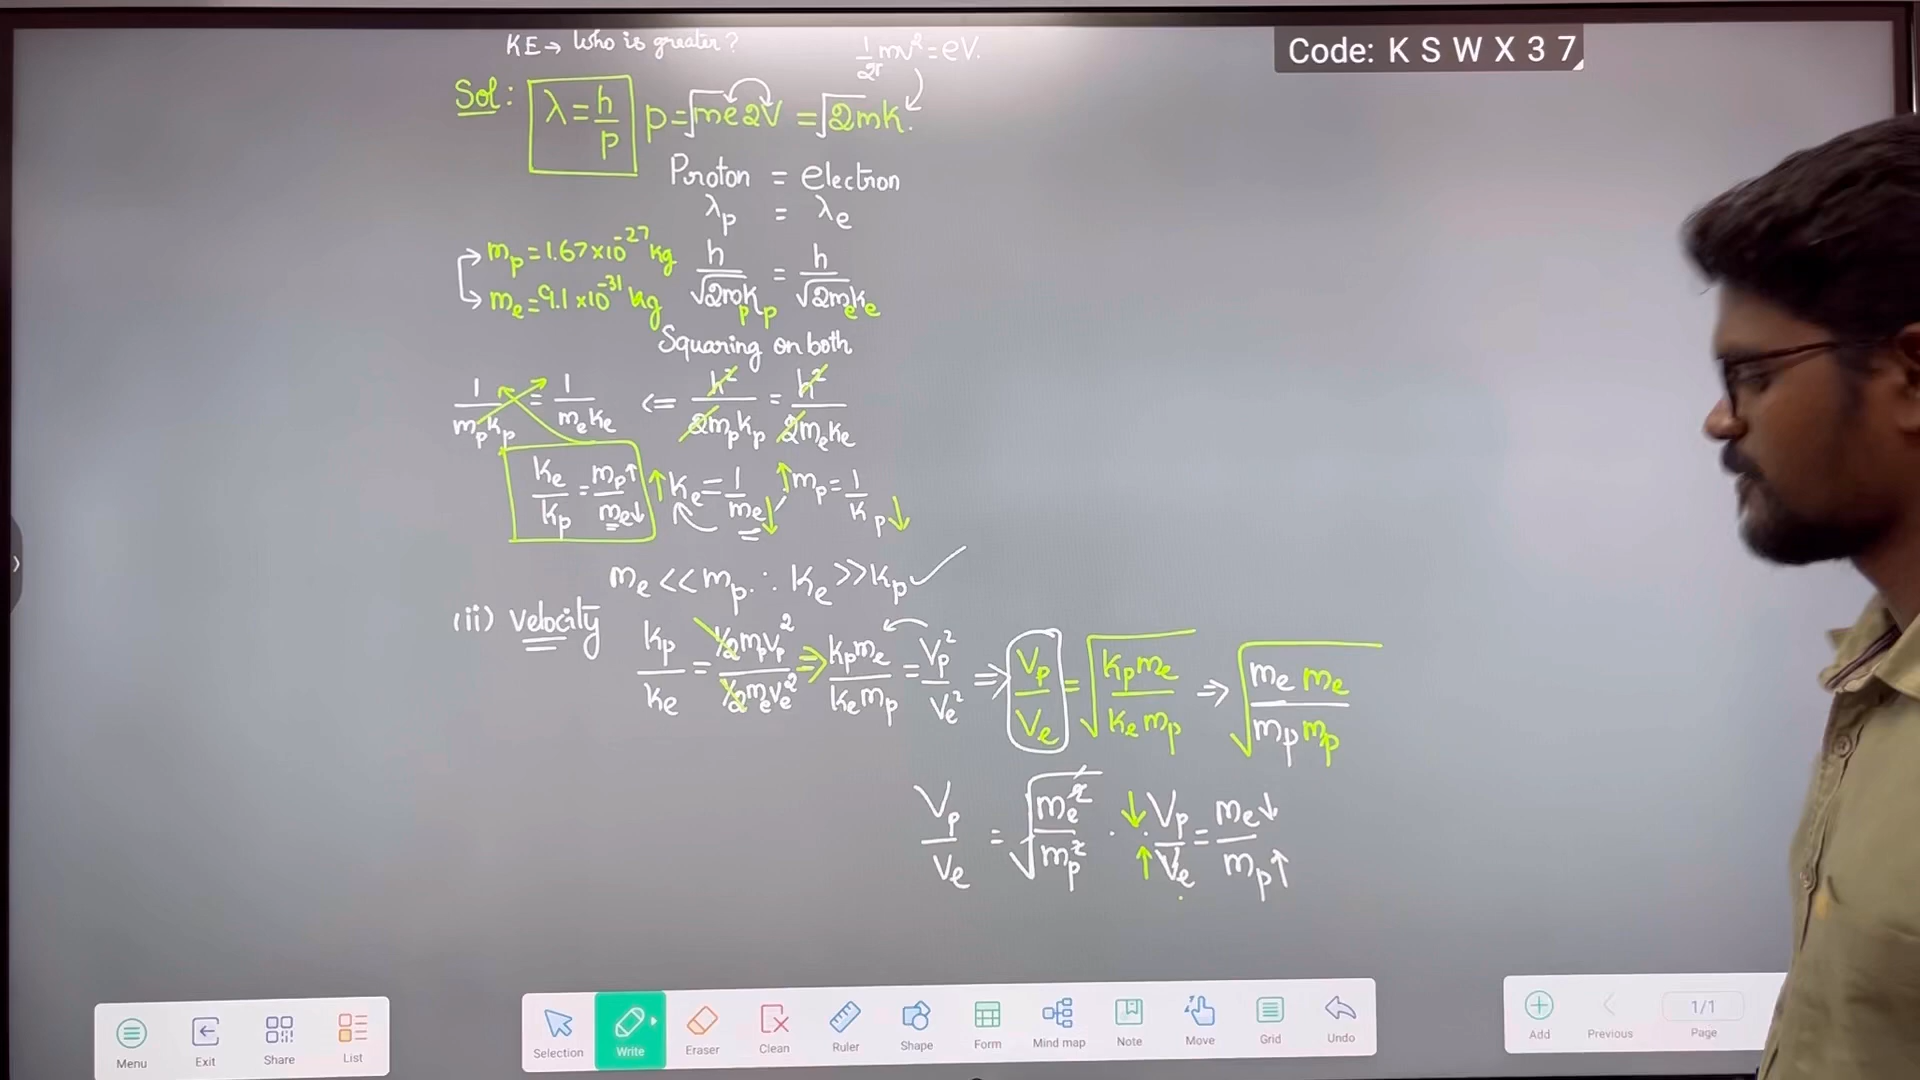 KE → Who is greater?
½mv² = eV.
Code: K S W X 3 7
Sol: λ = h/p p = √me2V = √2mk.
Proton = electron
λp = λe
mp = 1.67×10⁻²⁷ kg
me = 9.1×10⁻³¹ kg
h/√2mpkp = h/√2meke
Squaring on both
1/mpkp = 1/meke ⇐ h²/2mpkp = h²/2meke
ke/kp = mp↑/me↓ ↑ke = 1/me↓ ↑mp = 1/kp↓
me << mp ∴ ke >> kp ✓
(ii) Velocity
kp/ke = ½mpvp²/½meve² ⇒ kpme/kemp = Vp²/Ve² ⇒ Vp/Ve = √kpme/kemp ⇒ √meme/mpmp
Vp/Ve = √me²/mp² ∴ ↓Vp/↑Ve = me↓/mp↑
Menu
Exit
Share
List
Selection
Write
Eraser
Clean
Ruler
Shape
Form
Mind map
Note
Move
Grid
Undo
Add
Previous
1/1
Page